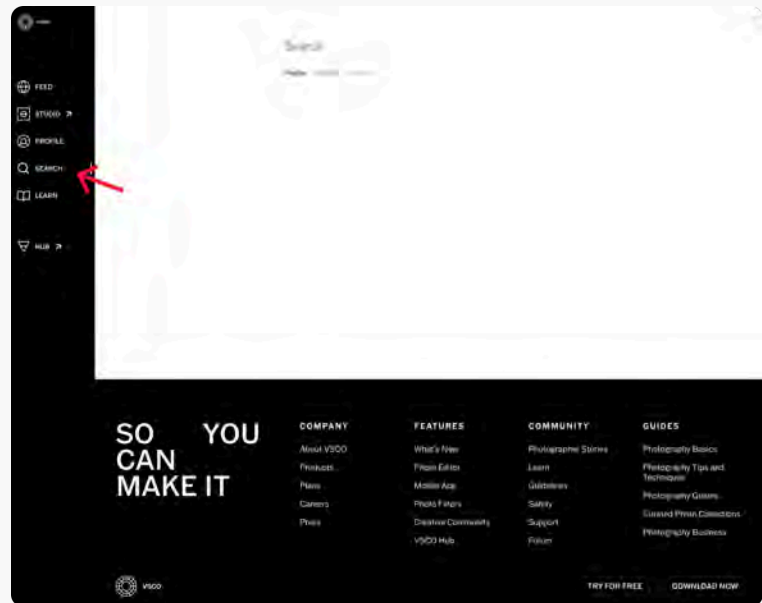 FEED
STUDIO ↗
PROFILE
SEARCH
LEARN
HUB ↗
Search
SO YOU
CAN
MAKE IT
COMPANY
About VSCO
Products
Plans
Careers
Press
FEATURES
What's New
Photo Editor
Mobile App
Photo Filters
Creative Community
VSCO Hub
COMMUNITY
Photographer Stories
Learn
Guidelines
Safety
Support
Forum
GUIDES
Photography Basics
Photography Tips and
Techniques
Photography Guides
Curated Photo Collections
Photography Business
VSCO
TRY FOR FREE
DOWNLOAD NOW